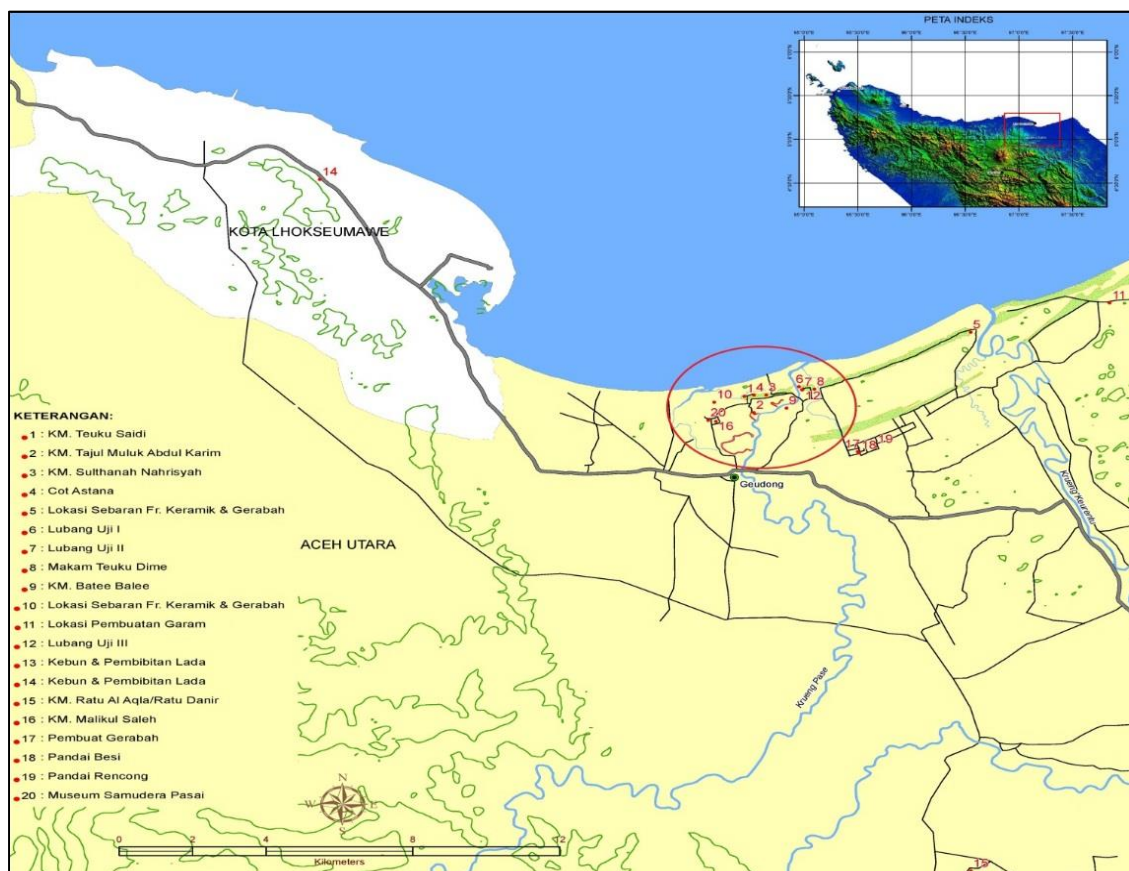 PETA INDEKS
14
KOTA LHOKSEUMAWE
11
5
6 7 8
1 4 3
10
12
9
2
20
16
17 18 19
Geudong
Krueng Keureuntu
ACEH UTARA
Krueng Pase
15
KETERANGAN:
1 : KM. Teuku Saidi
2 : KM. Tajul Muluk Abdul Karim
3 : KM. Sulthanah Nahrisyah
4 : Cot Astana
5 : Lokasi Sebaran Fr. Keramik & Gerabah
6 : Lubang Uji I
7 : Lubang Uji II
8 : Makam Teuku Dime
9 : KM. Batee Balee
10 : Lokasi Sebaran Fr. Keramik & Gerabah
11 : Lokasi Pembuatan Garam
12 : Lubang Uji III
13 : Kebun & Pembibitan Lada
14 : Kebun & Pembibitan Lada
15 : KM. Ratu Al Aqla/Ratu Danir
16 : KM. Malikul Saleh
17 : Pembuat Gerabah
18 : Pandai Besi
19 : Pandai Rencong
20 : Museum Samudera Pasai
N
W E
S
0 2 4 8 12
Kilometers